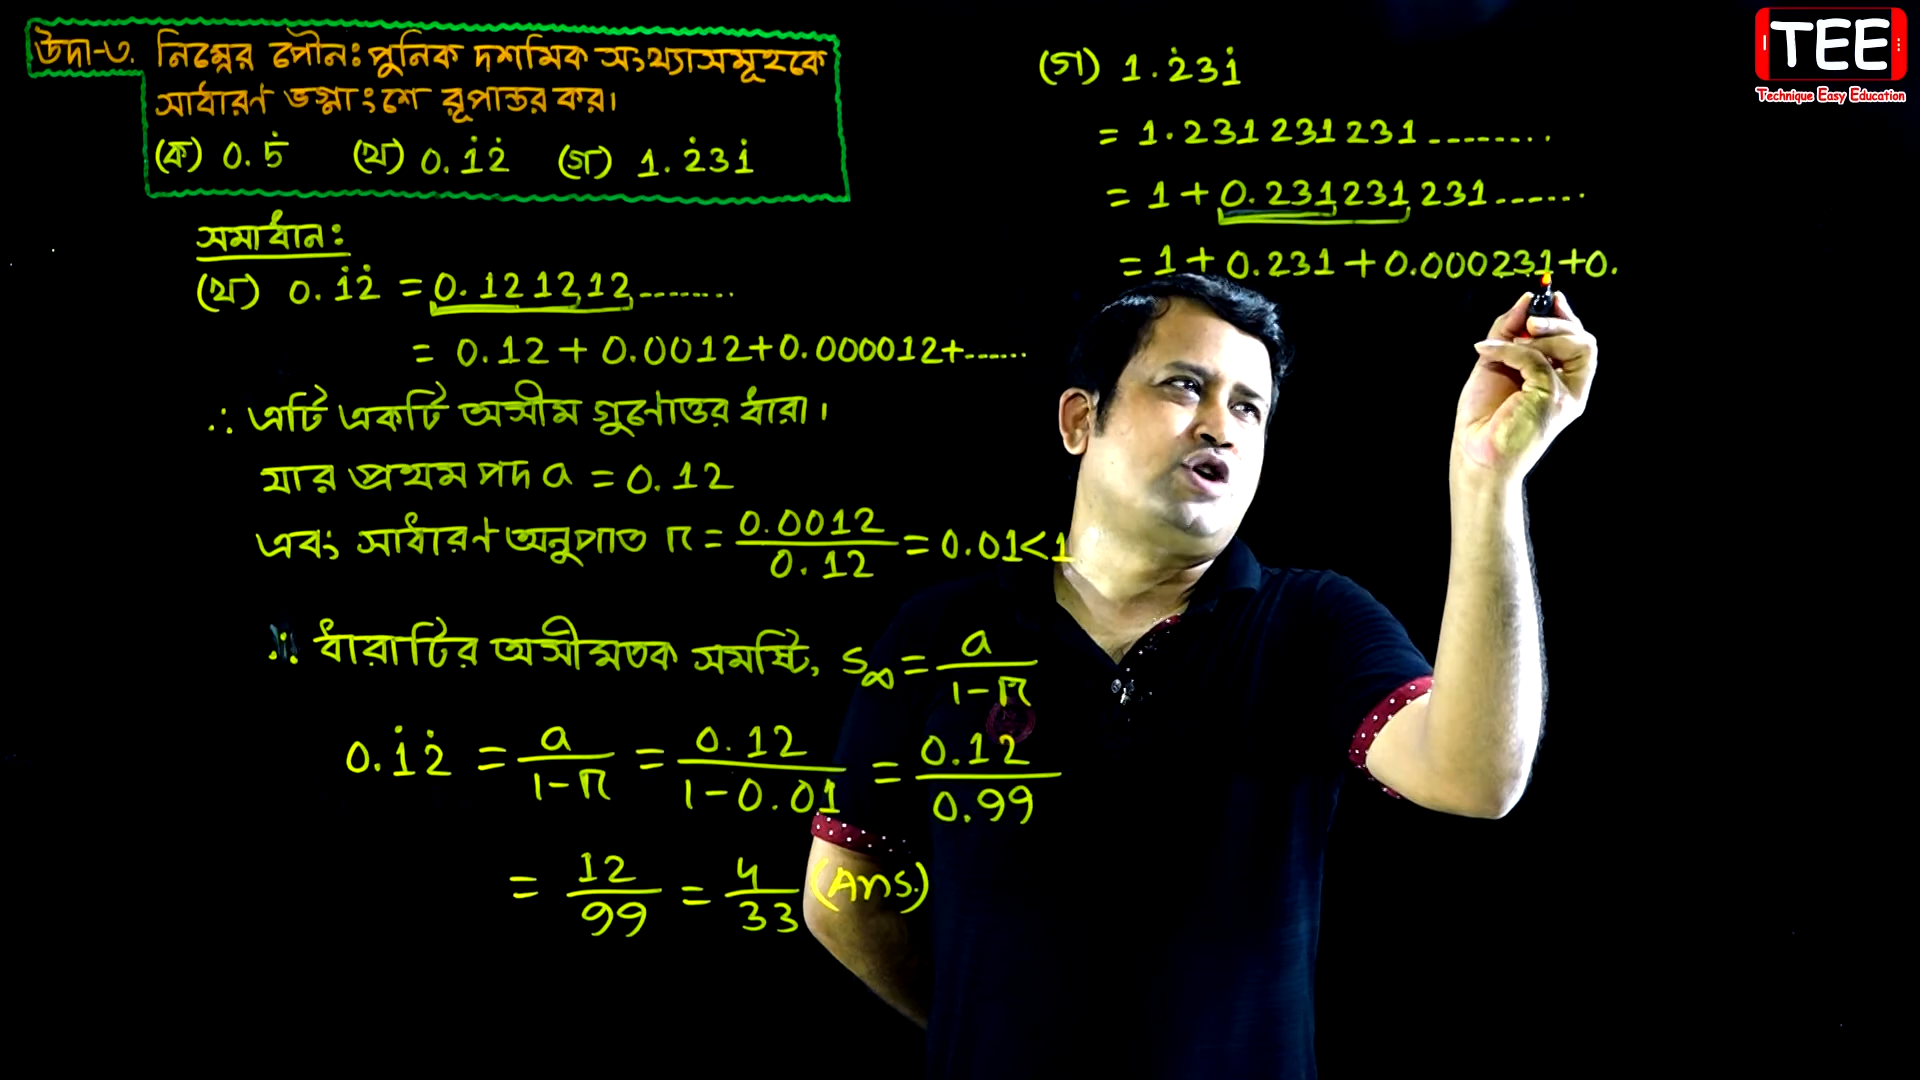 উদা-৩. নিম্নের পৌনঃপুনিক দশমিক সংখ্যাসমূহকে
সাধারণ ভগ্নাংশে রূপান্তর কর।
(ক) 0.5̇ (খ) 0.1̇2̇ (গ) 1.2̇31̇
সমাধানঃ
(খ) 0.1̇2̇ = 0.121212........
= 0.12 + 0.0012 + 0.000012 + ......
∴ এটি একটি অসীম গুণোত্তর ধারা।
যার প্রথম পদ a = 0.12
এবং সাধারণ অনুপাত r = 0.0012/0.12 = 0.01 < 1
∴ ধারাটির অসীমতক সমষ্টি, S∞ = a/1-r
0.1̇2̇ = a/1-r = 0.12/1-0.01 = 0.12/0.99
= 12/99 = 4/33 (Ans.)
(গ) 1.2̇31̇
= 1.231231231........
= 1 + 0.231231231......
= 1 + 0.231 + 0.000231 + 0.
TEE
Technique Easy Education